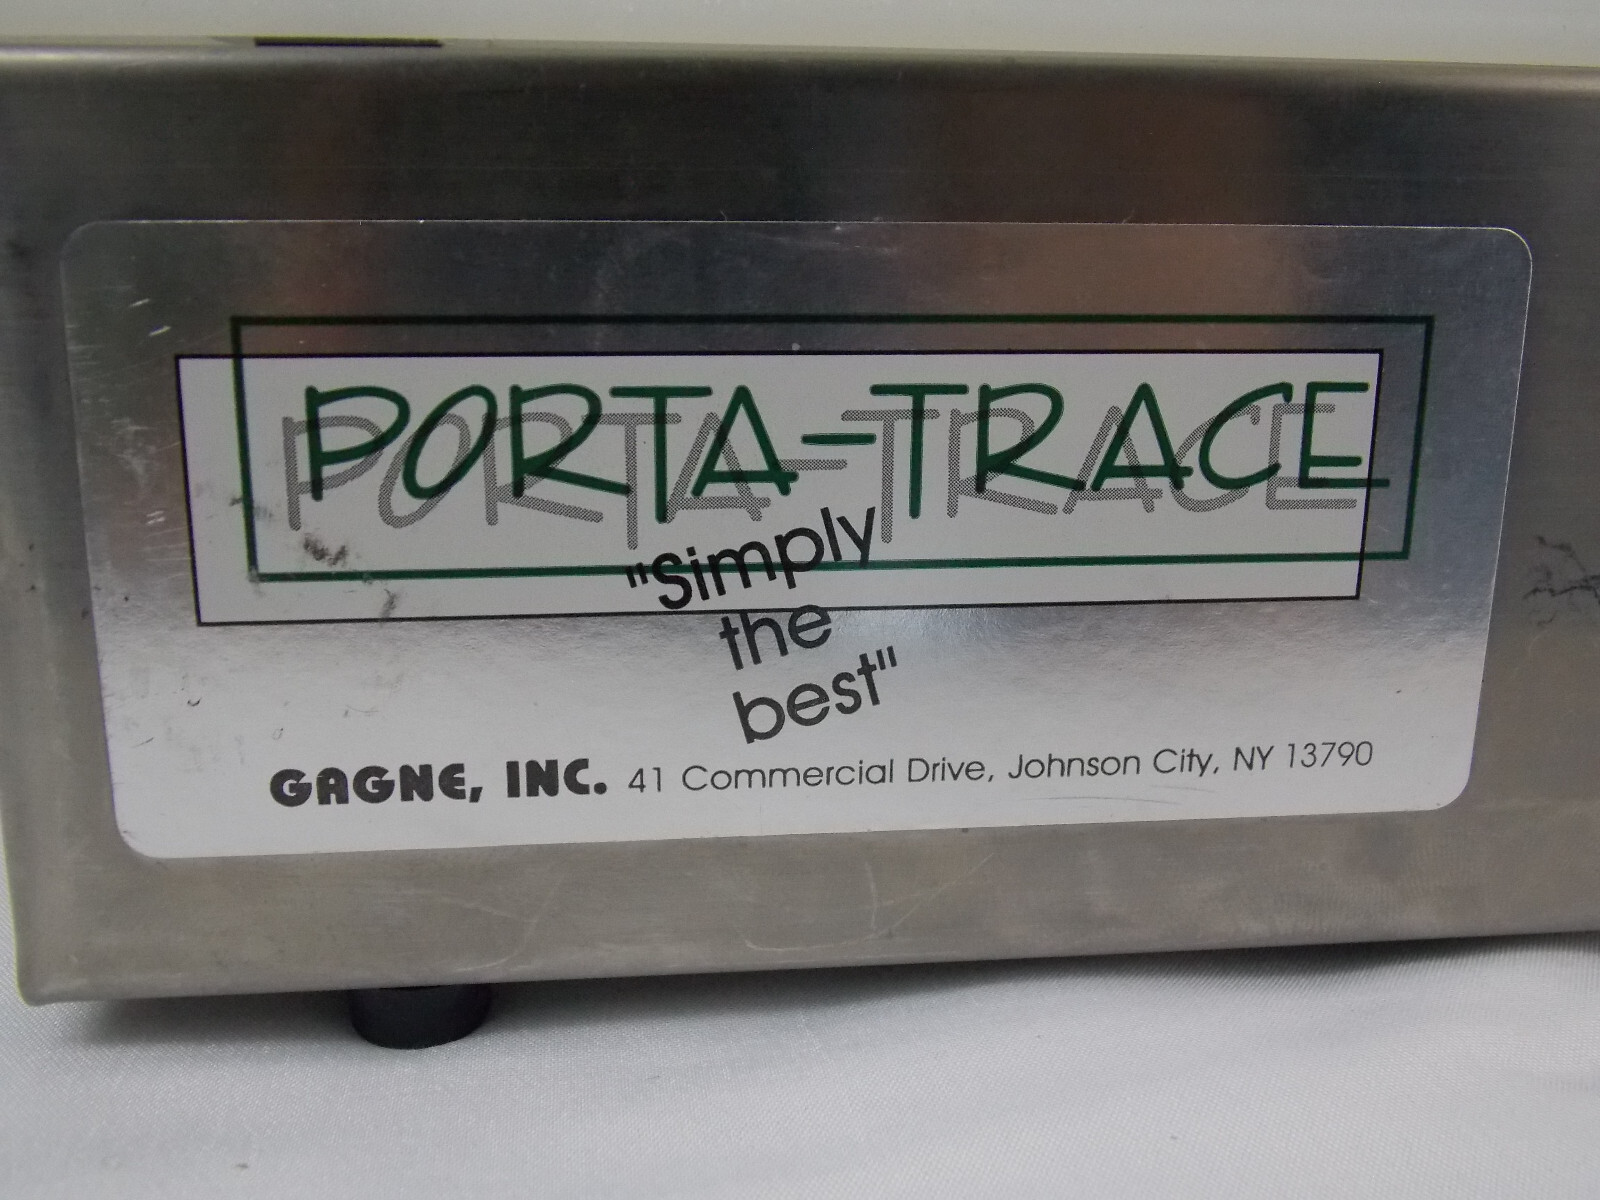 PORTA-TRACE
"Simply
the
best"
GAGNE, INC. 41 Commercial Drive, Johnson City, NY 13790